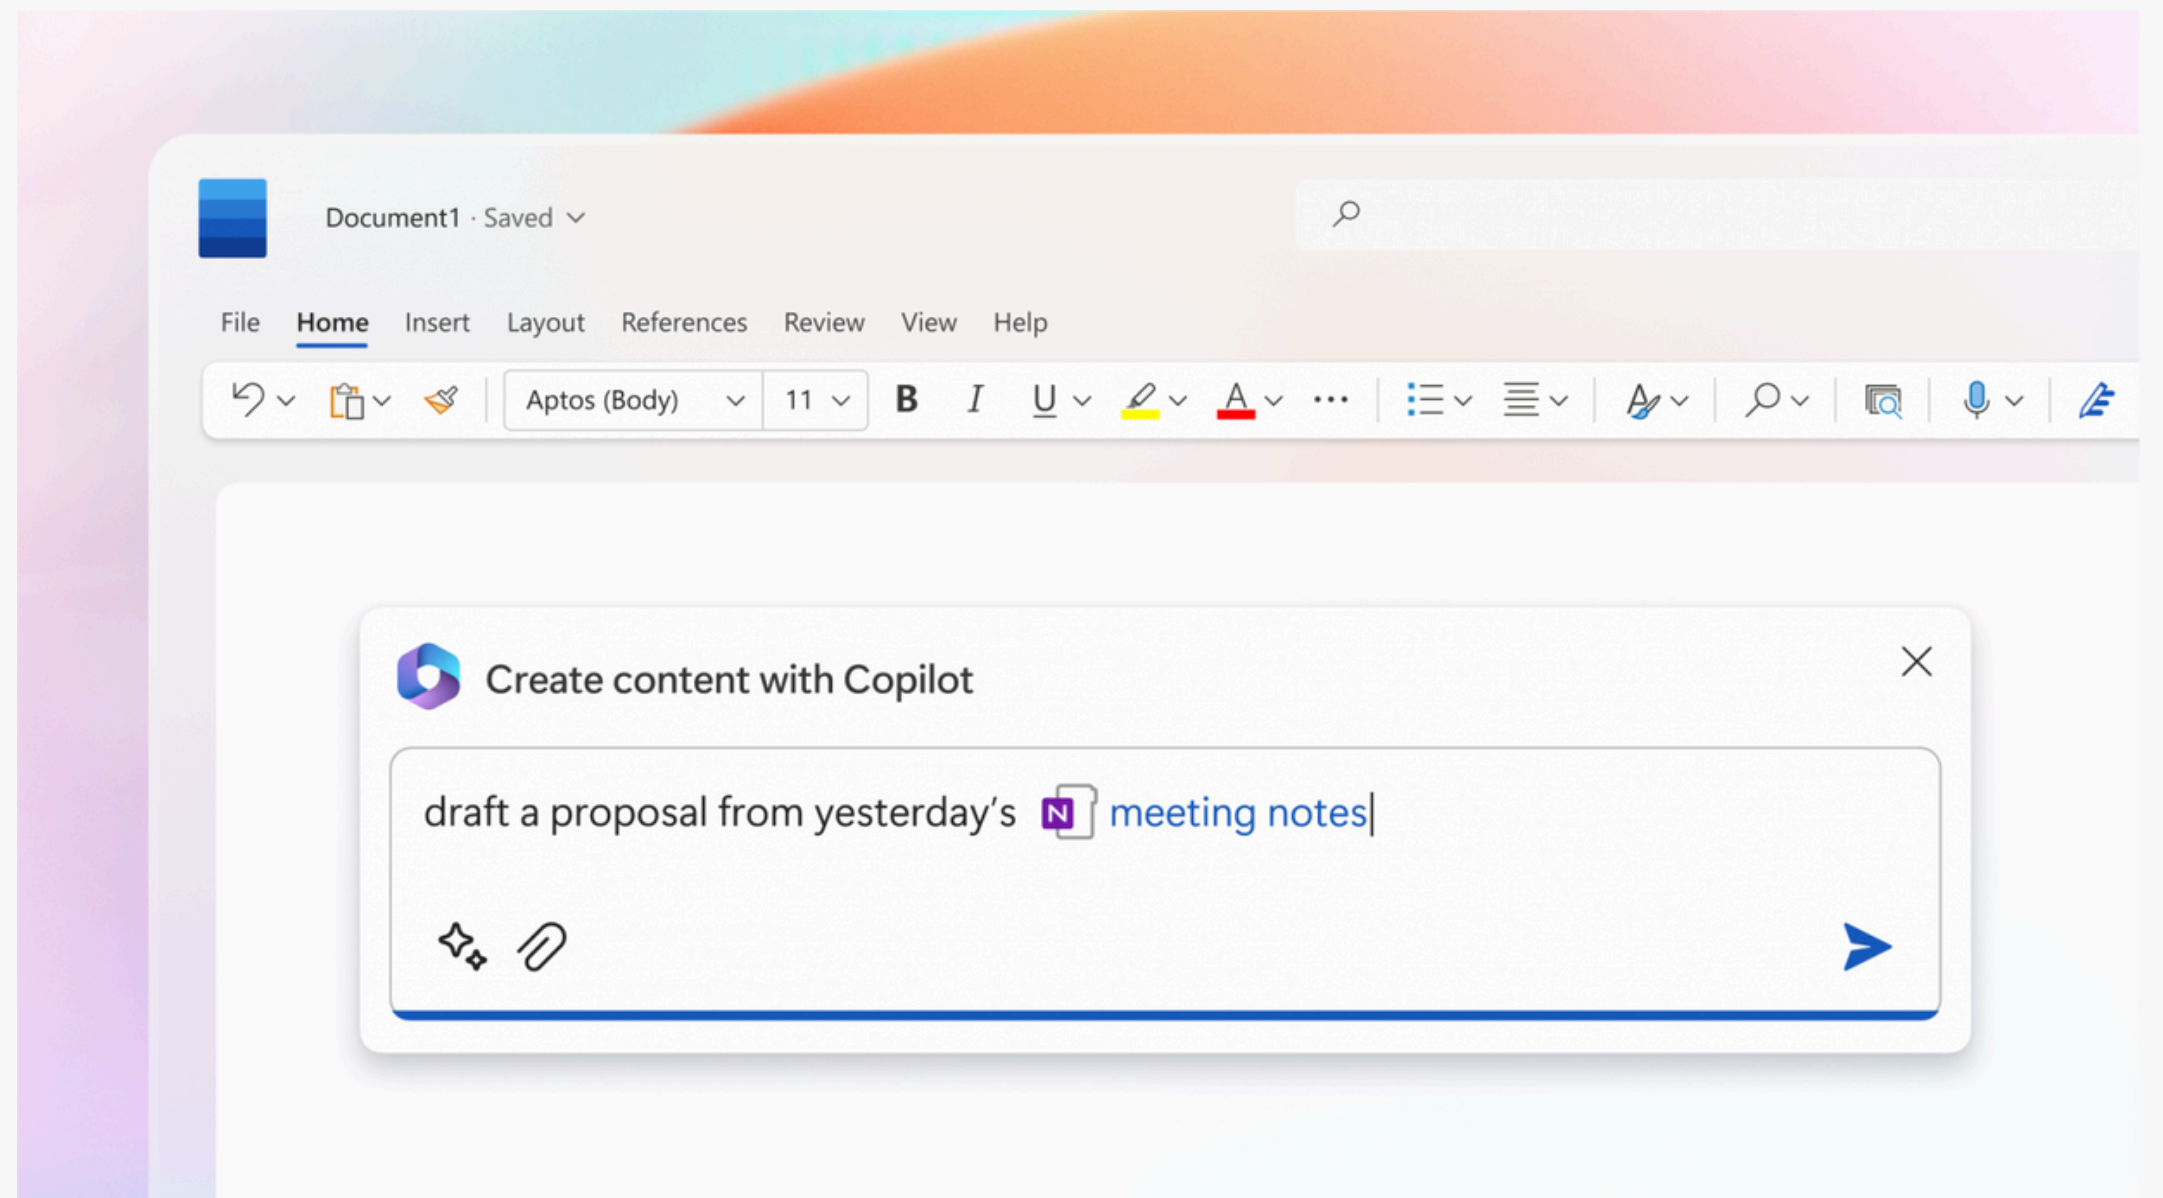 Document1 · Saved
File Home Insert Layout References Review View Help
Aptos (Body) 11 B I U A A
Create content with Copilot
draft a proposal from yesterday's N meeting notes